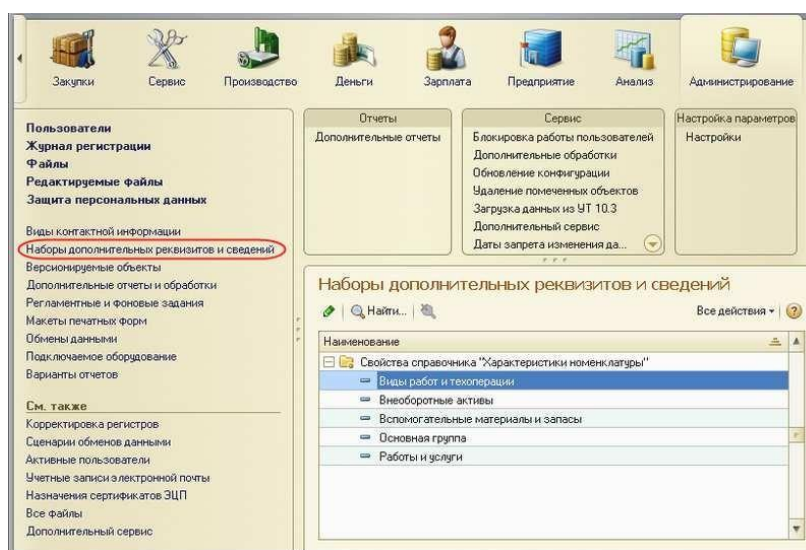 Закупки
Сервис
Производство
Деньги
Зарплата
Предприятие
Анализ
Администрирование
Пользователи
Журнал регистрации
Файлы
Редактируемые файлы
Защита персональных данных
Виды контактной информации
Наборы дополнительных реквизитов и сведений
Версионируемые объекты
Дополнительные отчеты и обработки
Регламентные и фоновые задания
Макеты печатных форм
Обмены данными
Подключаемое оборудование
Варианты отчетов
См. также
Корректировка регистров
Сценарии обменов данными
Активные пользователи
Учетные записи электронной почты
Назначения сертификатов ЭЦП
Все файлы
Дополнительный сервис
Отчеты
Дополнительные отчеты
Сервис
Блокировка работы пользователей
Дополнительные обработки
Обновление конфигурации
Удаление помеченных объектов
Загрузка данных из УТ 10.3
Дополнительный сервис
Даты запрета изменения да...
Настройка параметров
Настройки
Наборы дополнительных реквизитов и сведений
Найти...
Все действия
Наименование
Свойства справочника "Характеристики номенклатуры"
Виды работ и техоперации
Внеоборотные активы
Вспомогательные материалы и запасы
Основная группа
Работы и услуги